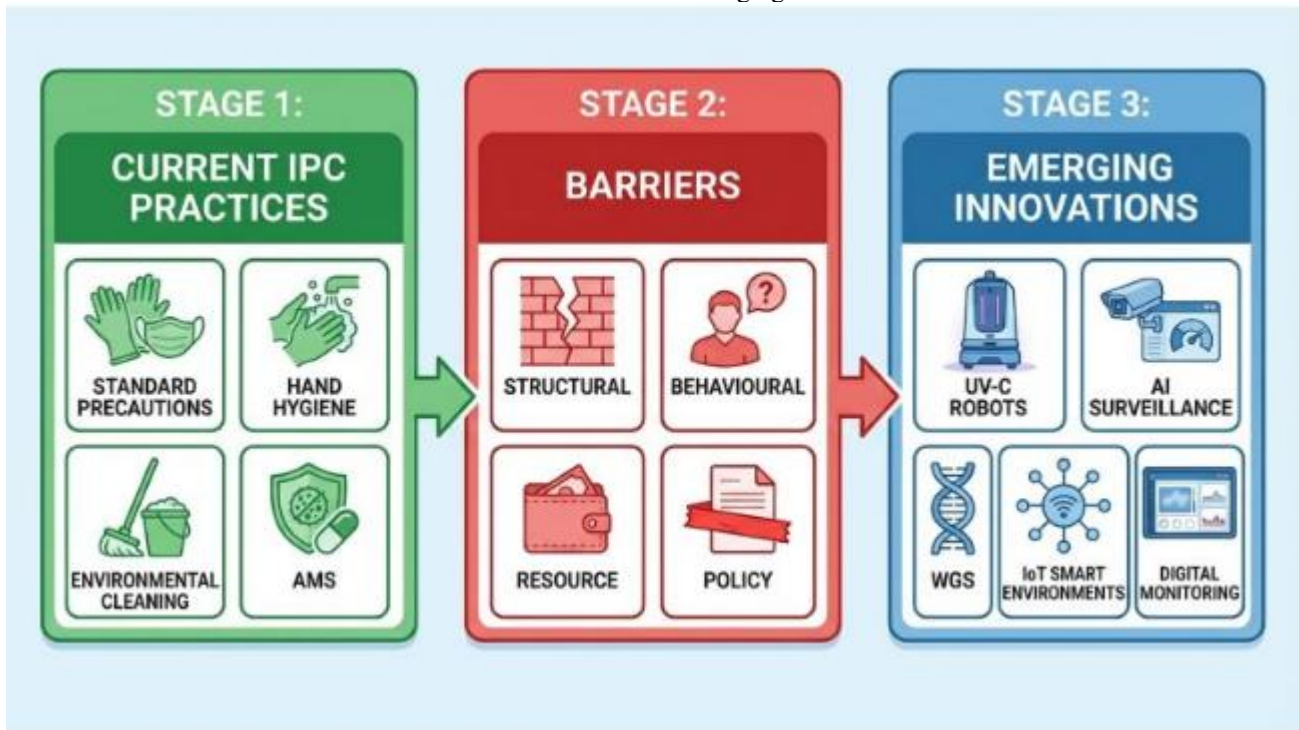 STAGE 1:
CURRENT IPC
PRACTICES
STANDARD
PRECAUTIONS
HAND
HYGIENE
ENVIRONMENTAL
CLEANING
AMS
STAGE 2:
BARRIERS
STRUCTURAL
?
BEHAVIOURAL
RESOURCE
POLICY
STAGE 3:
EMERGING
INNOVATIONS
UV-C
ROBOTS
AI
SURVEILLANCE
WGS
IoT SMART
ENVIRONMENTS
DIGITAL
MONITORING